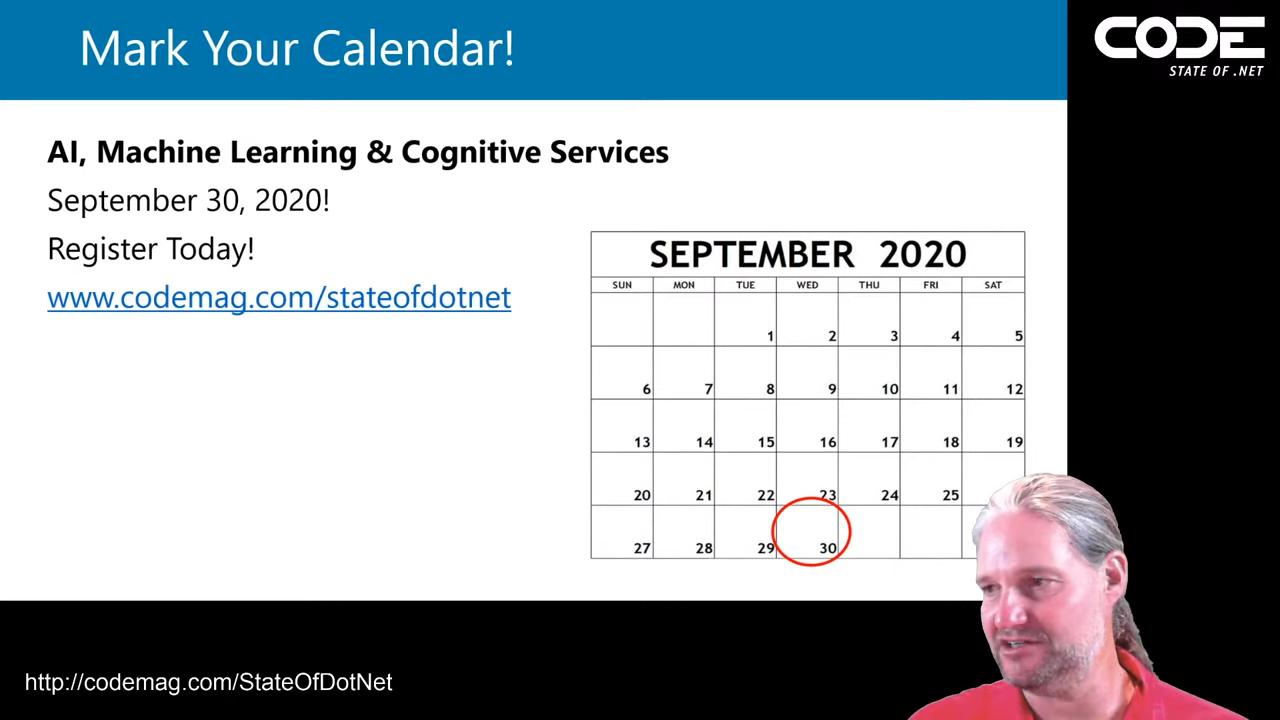 Mark Your Calendar!
CODE
STATE OF .NET
AI, Machine Learning & Cognitive Services
September 30, 2020!
Register Today!
www.codemag.com/stateofdotnet
SEPTEMBER 2020
SUN MON TUE WED THU FRI SAT
1 2 3 4 5
6 7 8 9 10 11 12
13 14 15 16 17 18 19
20 21 22 23 24 25
27 28 29 30
http://codemag.com/StateOfDotNet